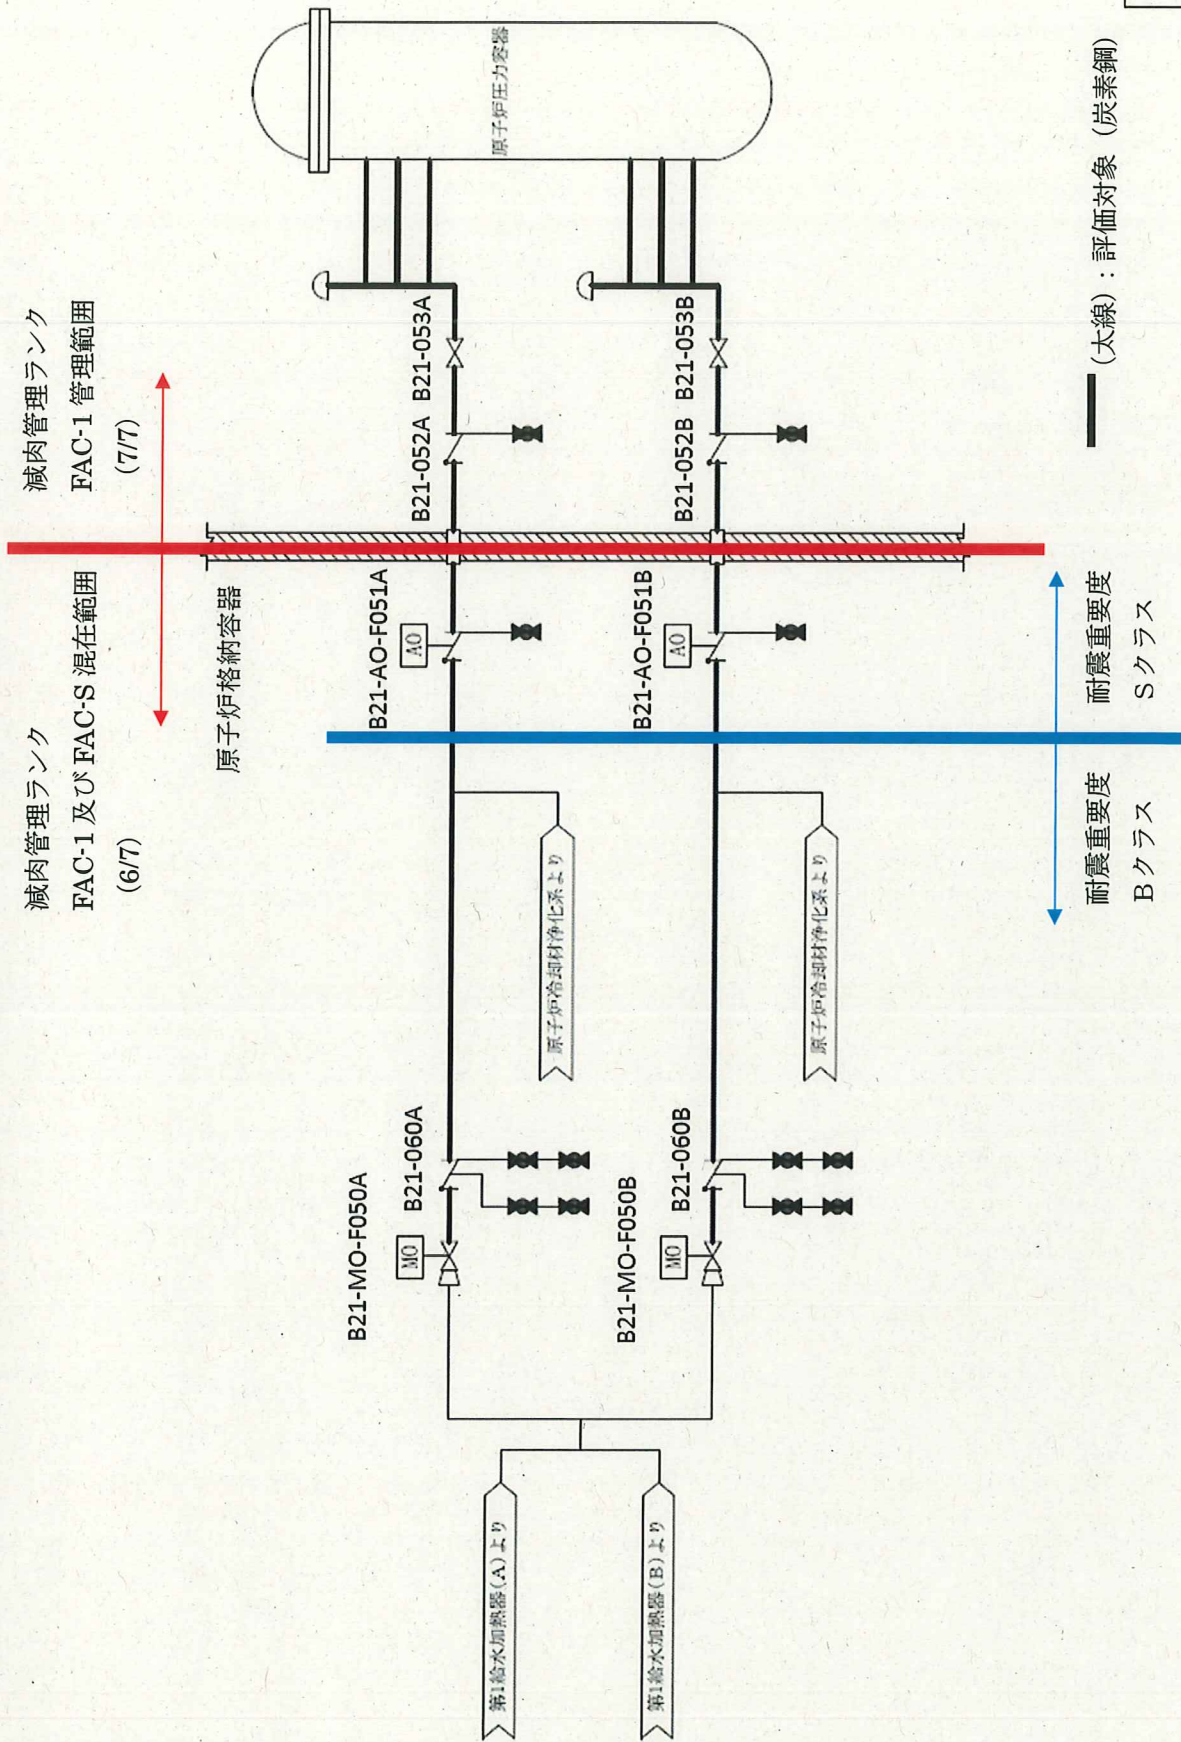 減肉管理ランク
FAC-1 及び FAC-S 混在範囲
(6/7)
減肉管理ランク
FAC-1 管理範囲
(7/7)
原子炉格納容器
原子炉圧力容器
第1給水加熱器(A)より
第1給水加熱器(B)より
B21-MO-F050A
MO
B21-060A
原子炉冷却材浄化系より
B21-AO-F051A
AO
B21-052A
B21-053A
B21-MO-F050B
MO
B21-060B
原子炉冷却材浄化系より
B21-AO-F051B
AO
B21-052B
B21-053B
耐震重要度
Bクラス
耐震重要度
Sクラス
(太線)：評価対象（炭素鋼）